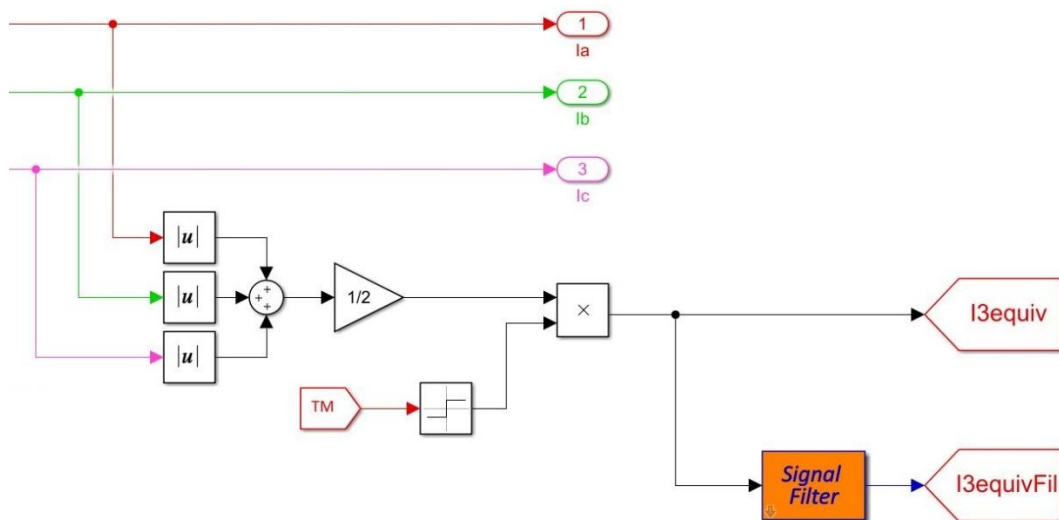 1
Ia
2
Ib
3
Ic
|u|
|u|
|u|
+
+
+
1/2
×
I3equiv
TM
Signal
Filter
I3equivFil